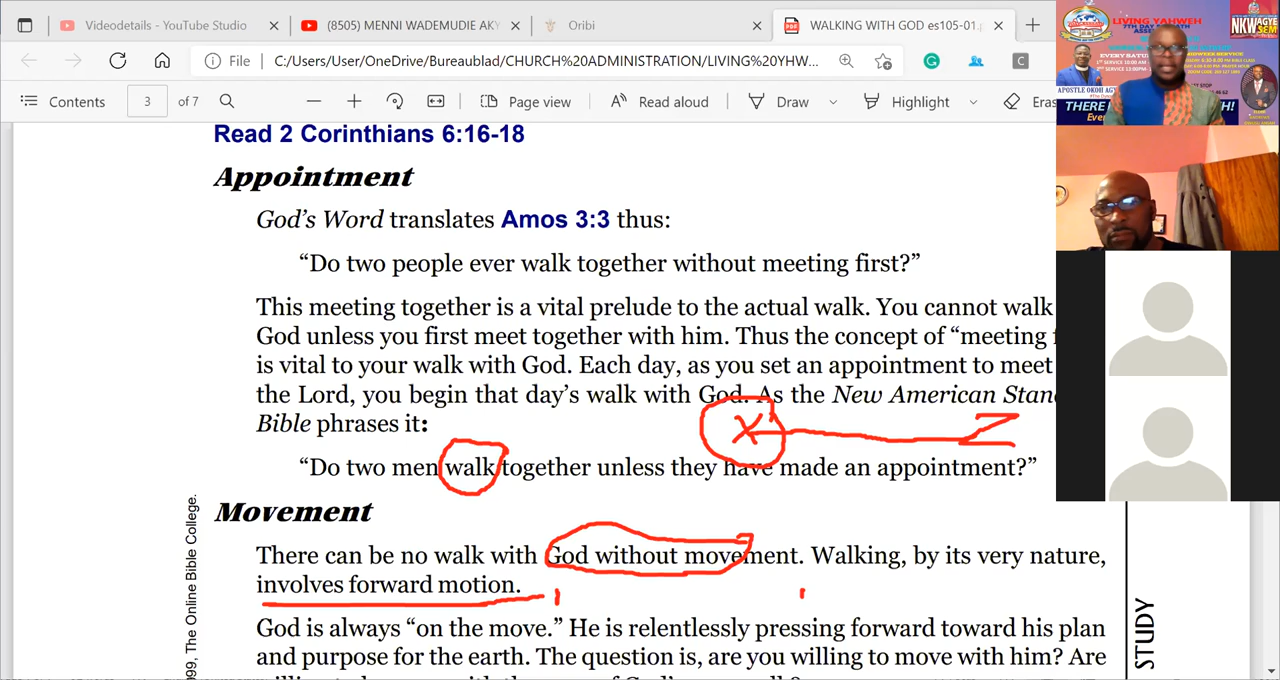 Videodetails - YouTube Studio
(8505) MENNI WADEMUDIE AKY
Oribi
WALKING WITH GOD es105-01.p
File
C:/Users/User/OneDrive/Bureaublad/CHURCH%20ADMINISTRATION/LIVING%20YHW...
Contents
3
of 7
Page view
Read aloud
Draw
Highlight
Eras
LIVING YAHWEH
NKWAGYE
SEM
APOSTLE OKOH AGY
THERE
Read 2 Corinthians 6:16-18
Appointment
God's Word translates Amos 3:3 thus:
“Do two people ever walk together without meeting first?”
This meeting together is a vital prelude to the actual walk. You cannot walk
God unless you first meet together with him. Thus the concept of “meeting f
is vital to your walk with God. Each day, as you set an appointment to meet
the Lord, you begin that day’s walk with God. As the New American Stan
Bible phrases it:
X
Z
“Do two men walk together unless they have made an appointment?”
Movement
There can be no walk with God without movement. Walking, by its very nature,
involves forward motion.
God is always “on the move.” He is relentlessly pressing forward toward his plan
and purpose for the earth. The question is, are you willing to move with him? Are
999, The Online Bible College.
STUDY